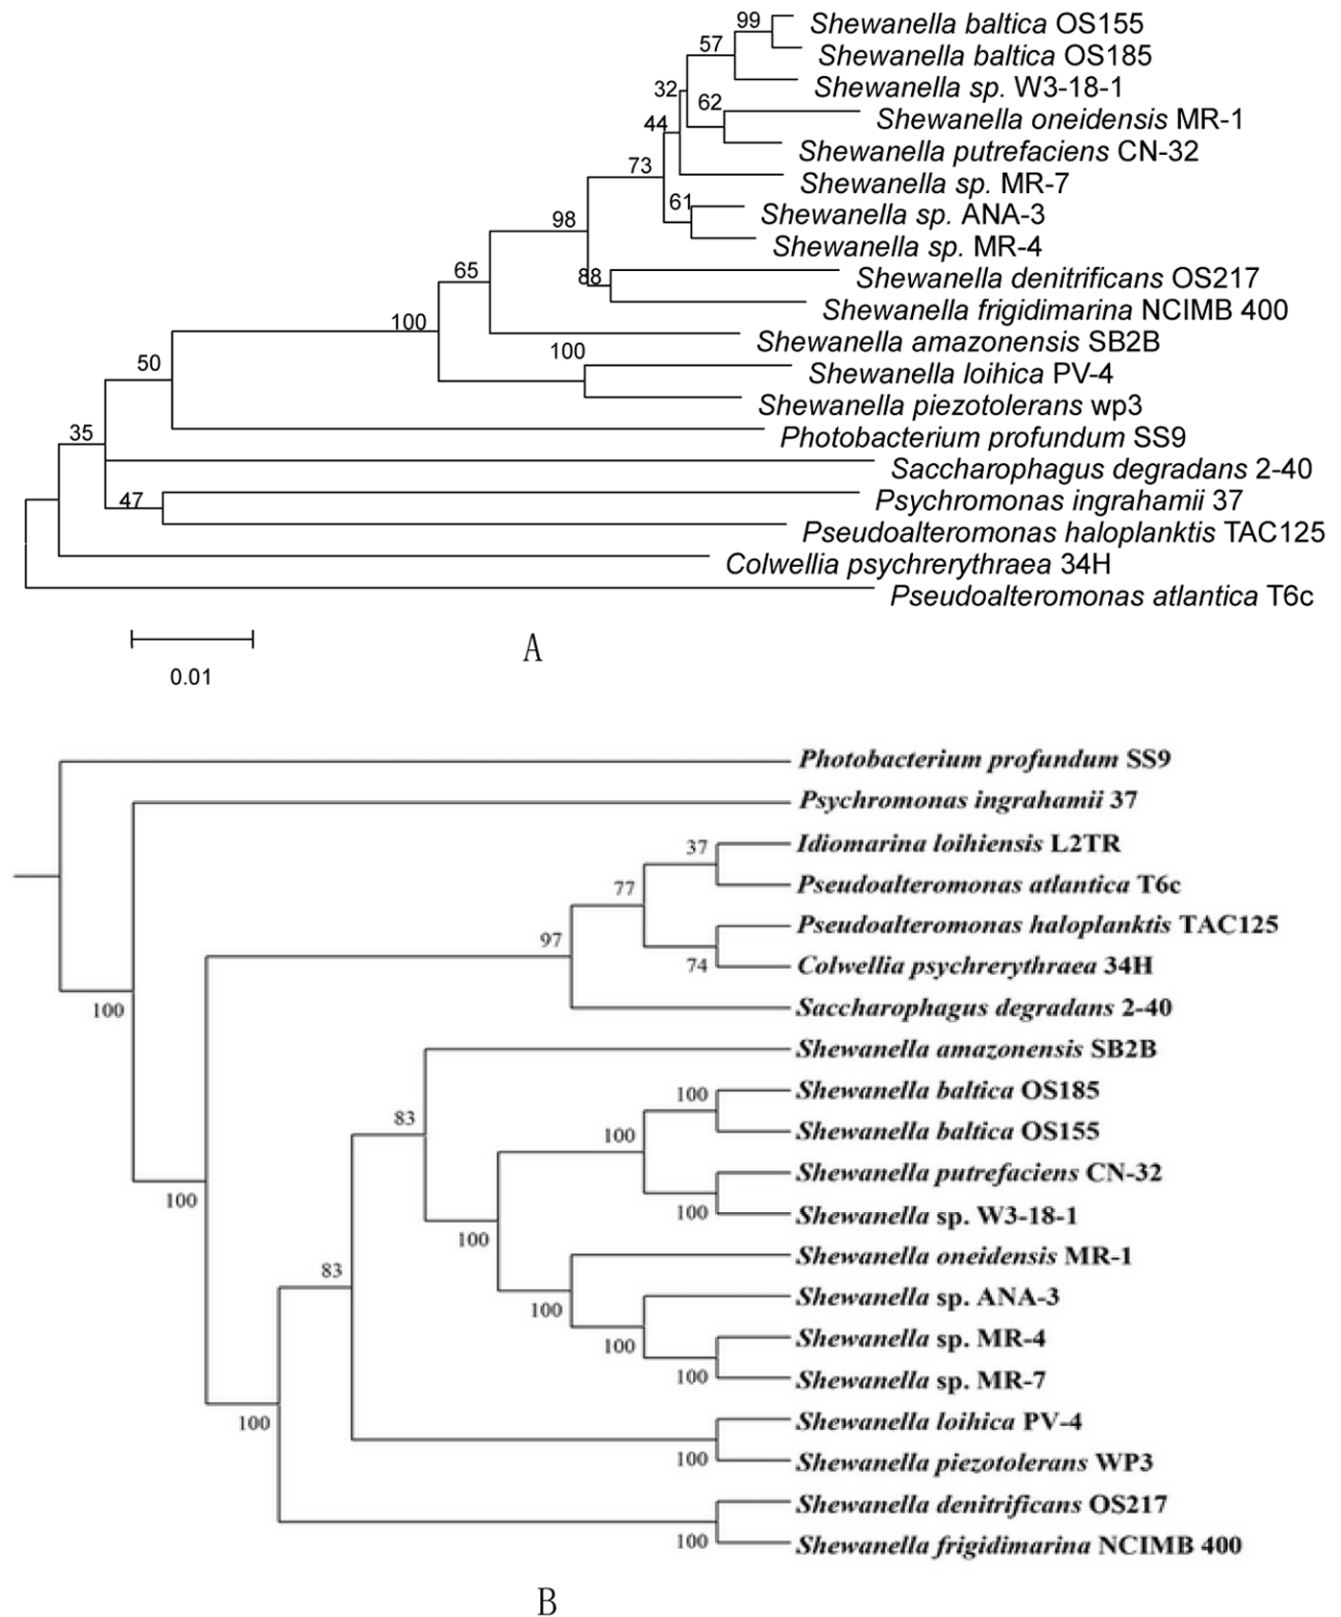 99
Shewanella baltica OS155
57
Shewanella baltica OS185
32
Shewanella sp. W3-18-1
62
Shewanella oneidensis MR-1
44
Shewanella putrefaciens CN-32
73
Shewanella sp. MR-7
61
Shewanella sp. ANA-3
98
Shewanella sp. MR-4
65
88
Shewanella denitrificans OS217
Shewanella frigidimarina NCIMB 400
100
Shewanella amazonensis SB2B
100
50
Shewanella loihica PV-4
Shewanella piezotolerans wp3
35
Photobacterium profundum SS9
Saccharophagus degradans 2-40
47
Psychromonas ingrahamii 37
Pseudoalteromonas haloplanktis TAC125
Colwellia psychrerythraea 34H
Pseudoalteromonas atlantica T6c
0.01
A
Photobacterium profundum SS9
Psychromonas ingrahamii 37
37
Idiomarina loihiensis L2TR
77
Pseudoalteromonas atlantica T6c
Pseudoalteromonas haloplanktis TAC125
97
74
Colwellia psychrerythraea 34H
100
Saccharophagus degradans 2-40
Shewanella amazonensis SB2B
100
Shewanella baltica OS185
83
100
Shewanella baltica OS155
Shewanella putrefaciens CN-32
100
100
Shewanella sp. W3-18-1
100
Shewanella oneidensis MR-1
83
100
Shewanella sp. ANA-3
100
Shewanella sp. MR-4
100
Shewanella sp. MR-7
100
Shewanella loihica PV-4
100
Shewanella piezotolerans WP3
Shewanella denitrificans OS217
100
Shewanella frigidimarina NCIMB 400
B